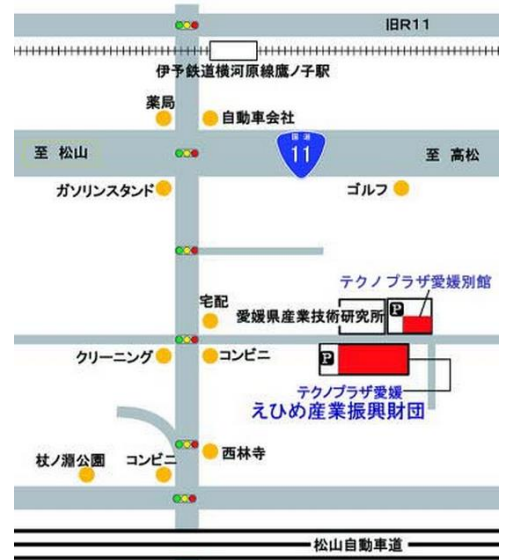 旧R11
伊予鉄道横河原線鷹ノ子駅
薬局
自動車会社
至 松山
国道
11
至 高松
ガソリンスタンド
ゴルフ
テクノプラザ愛媛別館
宅配
愛媛県産業技術研究所
P
クリーニング
コンビニ
P
テクノプラザ愛媛
えひめ産業振興財団
杖ノ淵公園
コンビニ
西林寺
松山自動車道